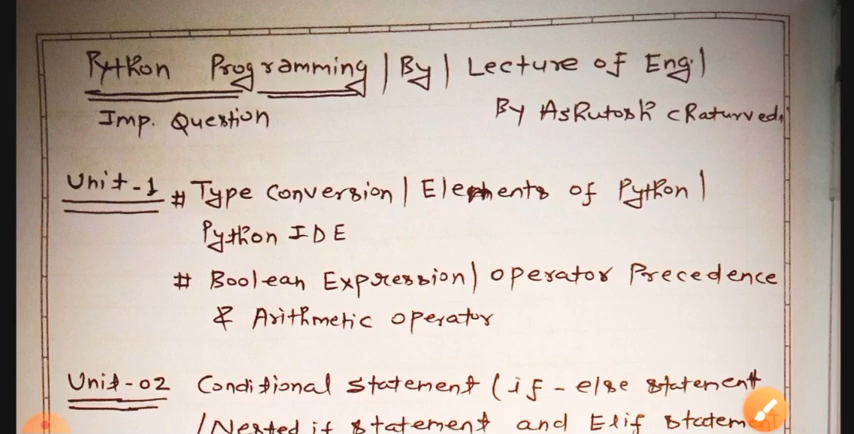 Python Programming | By | Lecture of Eng. |
Imp. Question By Ashutosh Chaturvedi
Unit-1 # Type Conversion | Elements of Python |
Python IDE
# Boolean Expression | operator Precedence
& Arithmetic operator
Unit-02 Conditional statement (if - else statement
/ Nested if statement and Elif statement